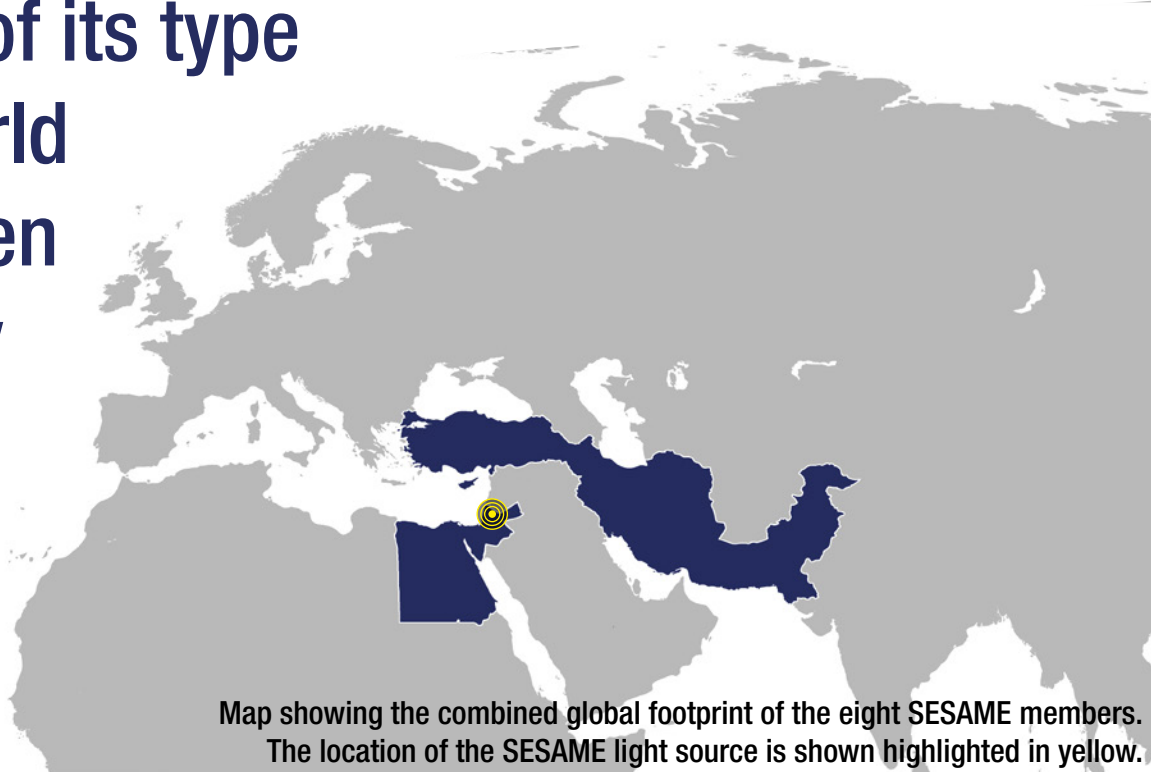 of its type
rld
en
Map showing the combined global footprint of the eight SESAME members.
The location of the SESAME light source is shown highlighted in yellow.